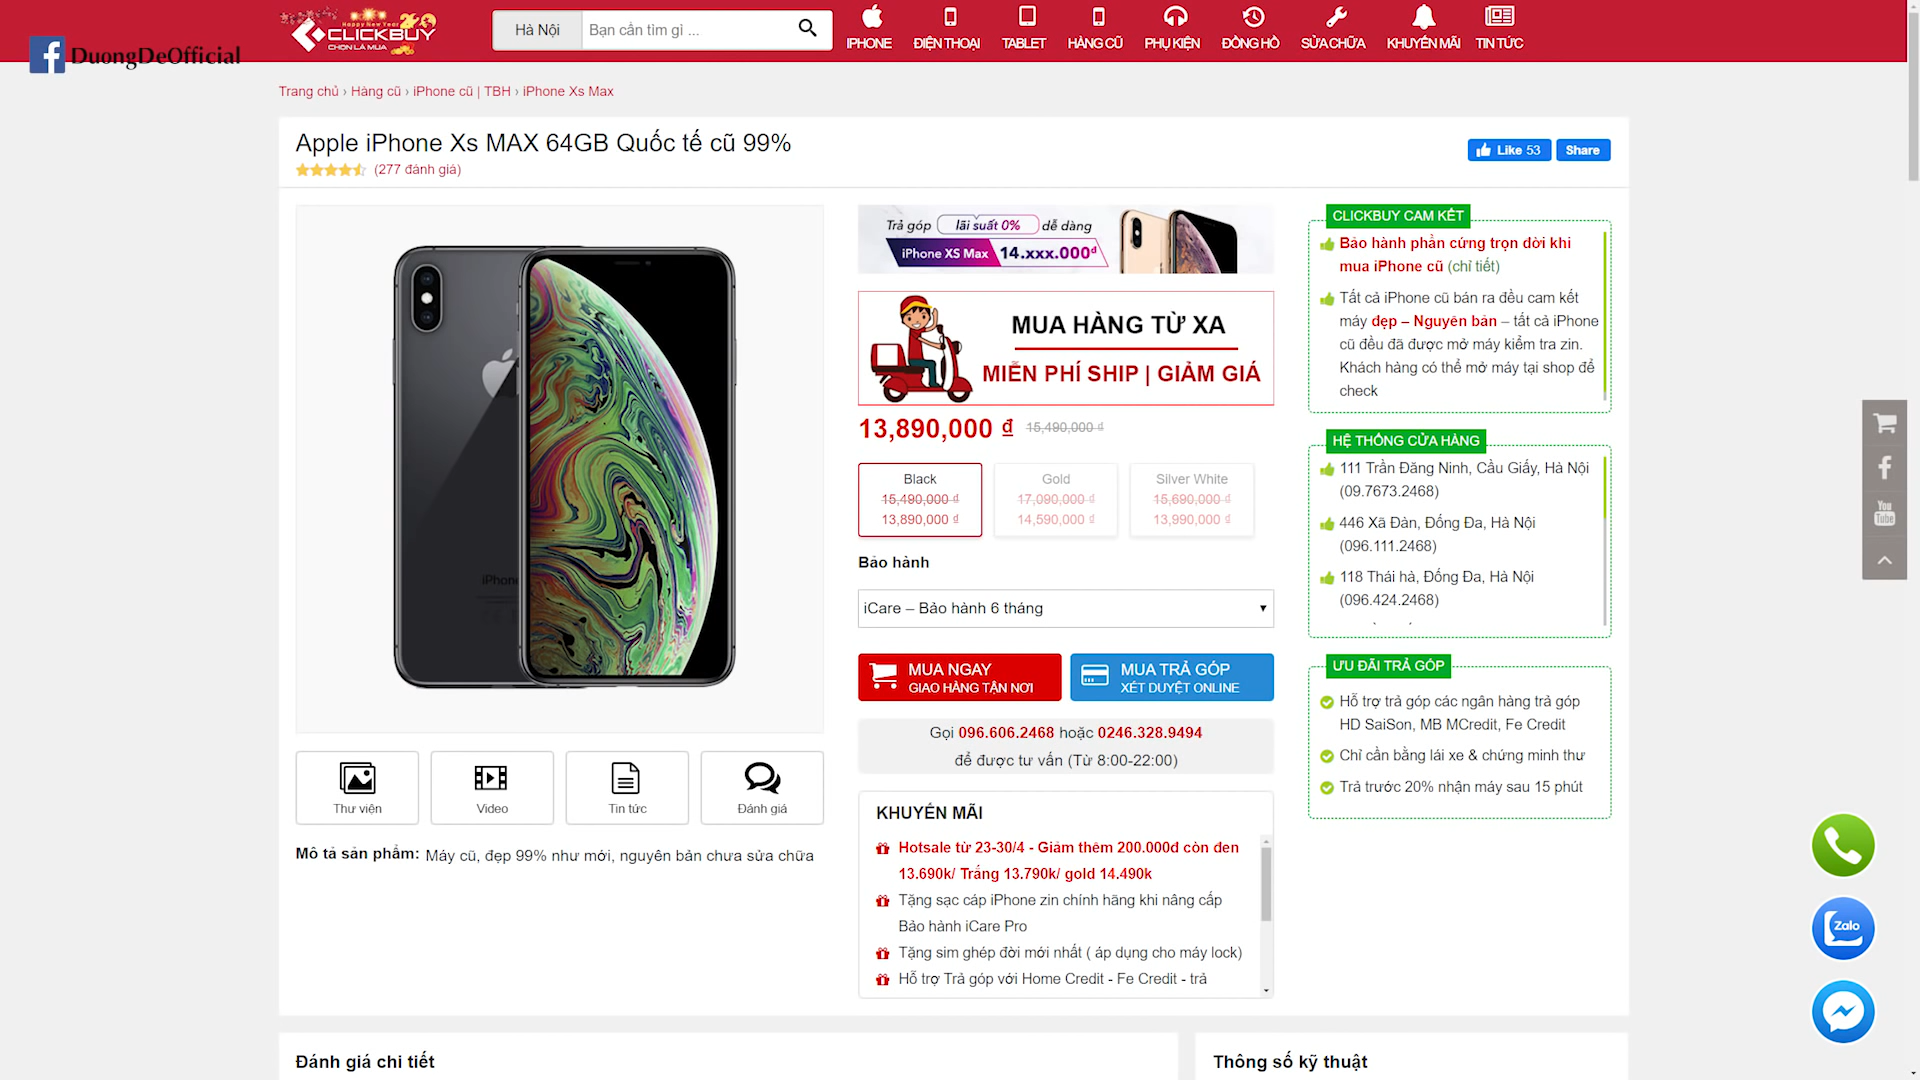 DuongDeOfficial
Happy New Year
CLICKBUY
CHỌN LÀ MUA
Hà Nội
Bạn cần tìm gì ...
IPHONE
ĐIỆN THOẠI
TABLET
HÀNG CŨ
PHỤ KIỆN
ĐỒNG HỒ
SỬA CHỮA
KHUYẾN MÃI
TIN TỨC
Trang chủ › Hàng cũ › iPhone cũ | TBH › iPhone Xs Max
Apple iPhone Xs MAX 64GB Quốc tế cũ 99%
(277 đánh giá)
Like 53
Share
iPhone
Thư viện
Video
Tin tức
Đánh giá
Mô tả sản phẩm: Máy cũ, đẹp 99% như mới, nguyên bản chưa sửa chữa
Trả góp lãi suất 0% dễ dàng
iPhone XS Max 14.xxx.000đ
MUA HÀNG TỪ XA
MIỄN PHÍ SHIP | GIẢM GIÁ
13,890,000 ₫ 15,490,000 ₫
Black
15,490,000 ₫
13,890,000 ₫
Gold
17,090,000 ₫
14,590,000 ₫
Silver White
15,690,000 ₫
13,990,000 ₫
Bảo hành
iCare – Bảo hành 6 tháng
MUA NGAY
GIAO HÀNG TẬN NƠI
MUA TRẢ GÓP
XÉT DUYỆT ONLINE
Gọi 096.606.2468 hoặc 0246.328.9494
để được tư vấn (Từ 8:00-22:00)
KHUYẾN MÃI
Hotsale từ 23-30/4 - Giảm thêm 200.000d còn đen
13.690k/ Trắng 13.790k/ gold 14.490k
Tặng sạc cáp iPhone zin chính hãng khi nâng cấp
Bảo hành iCare Pro
Tặng sim ghép đời mới nhất ( áp dụng cho máy lock)
Hỗ trợ Trả góp với Home Credit - Fe Credit - trả
CLICKBUY CAM KẾT
Bảo hành phần cứng trọn đời khi
mua iPhone cũ (chi tiết)
Tất cả iPhone cũ bán ra đều cam kết
máy đẹp – Nguyên bản – tất cả iPhone
cũ đều đã được mở máy kiểm tra zin.
Khách hàng có thể mở máy tại shop để
check
HỆ THỐNG CỬA HÀNG
111 Trần Đăng Ninh, Cầu Giấy, Hà Nội
(09.7673.2468)
446 Xã Đàn, Đống Đa, Hà Nội
(096.111.2468)
118 Thái hà, Đống Đa, Hà Nội
(096.424.2468)
ƯU ĐÃI TRẢ GÓP
Hỗ trợ trả góp các ngân hàng trả góp
HD SaiSon, MB MCredit, Fe Credit
Chỉ cần bằng lái xe & chứng minh thư
Trả trước 20% nhận máy sau 15 phút
You
Tube
Zalo
Đánh giá chi tiết
Thông số kỹ thuật